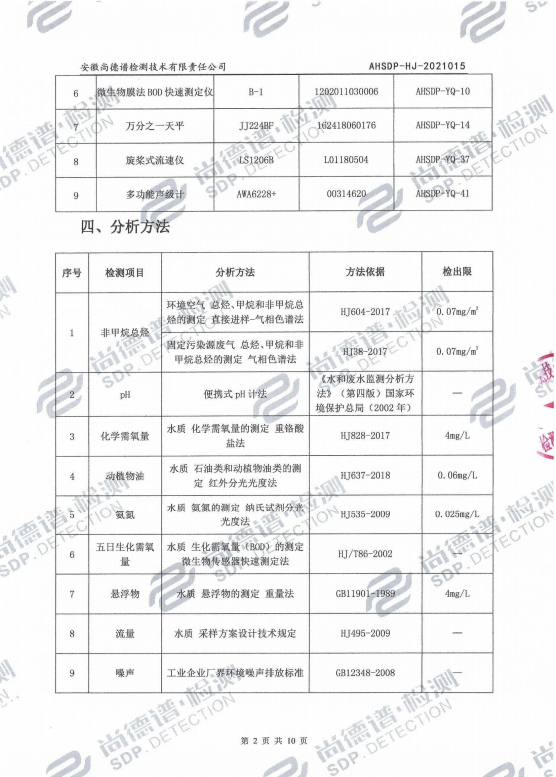 安徽尚德谱检测技术有限责任公司 AHSDP-HJ-2021015
6 微生物膜法 BOD 快速测定仪 B-1 1202011030006 AHSDP-YQ-10
7 万分之一天平 JJ224BF 162418060176 AHSDP-YQ-14
8 旋桨式流速仪 LS1206B L01180504 AHSDP-YQ-37
9 多功能声级计 AWA6228+ 00314620 AHSDP-YQ-41
四、分析方法
序号 检测项目 分析方法 方法依据 检出限
1 非甲烷总烃
环境空气 总烃、甲烷和非甲烷总
烃的测定 直接进样-气相色谱法
HJ604-2017 0.07mg/m³
固定污染源废气 总烃、甲烷和非
甲烷总烃的测定 气相色谱法
HJ38-2017 0.07mg/m³
2 pH 便携式 pH 计法
《水和废水监测分析方
法》（第四版）国家环
境保护总局（2002 年）
—
3 化学需氧量
水质 化学需氧量的测定 重铬酸
盐法
HJ828-2017 4mg/L
4 动植物油
水质 石油类和动植物油类的测
定 红外分光光度法
HJ637-2018 0.06mg/L
5 氨氮
水质 氨氮的测定 纳氏试剂分光
光度法
HJ535-2009 0.025mg/L
6
五日生化需氧
量
水质 生化需氧量（BOD）的测定
微生物传感器快速测定法
HJ/T86-2002 —
7 悬浮物 水质 悬浮物的测定 重量法 GB11901-1989 4mg/L
8 流量 水质 采样方案设计技术规定 HJ495-2009 —
9 噪声 工业企业厂界环境噪声排放标准 GB12348-2008 —
第 2 页 共 10 页
尚德谱·检测
SDP.DETECTION